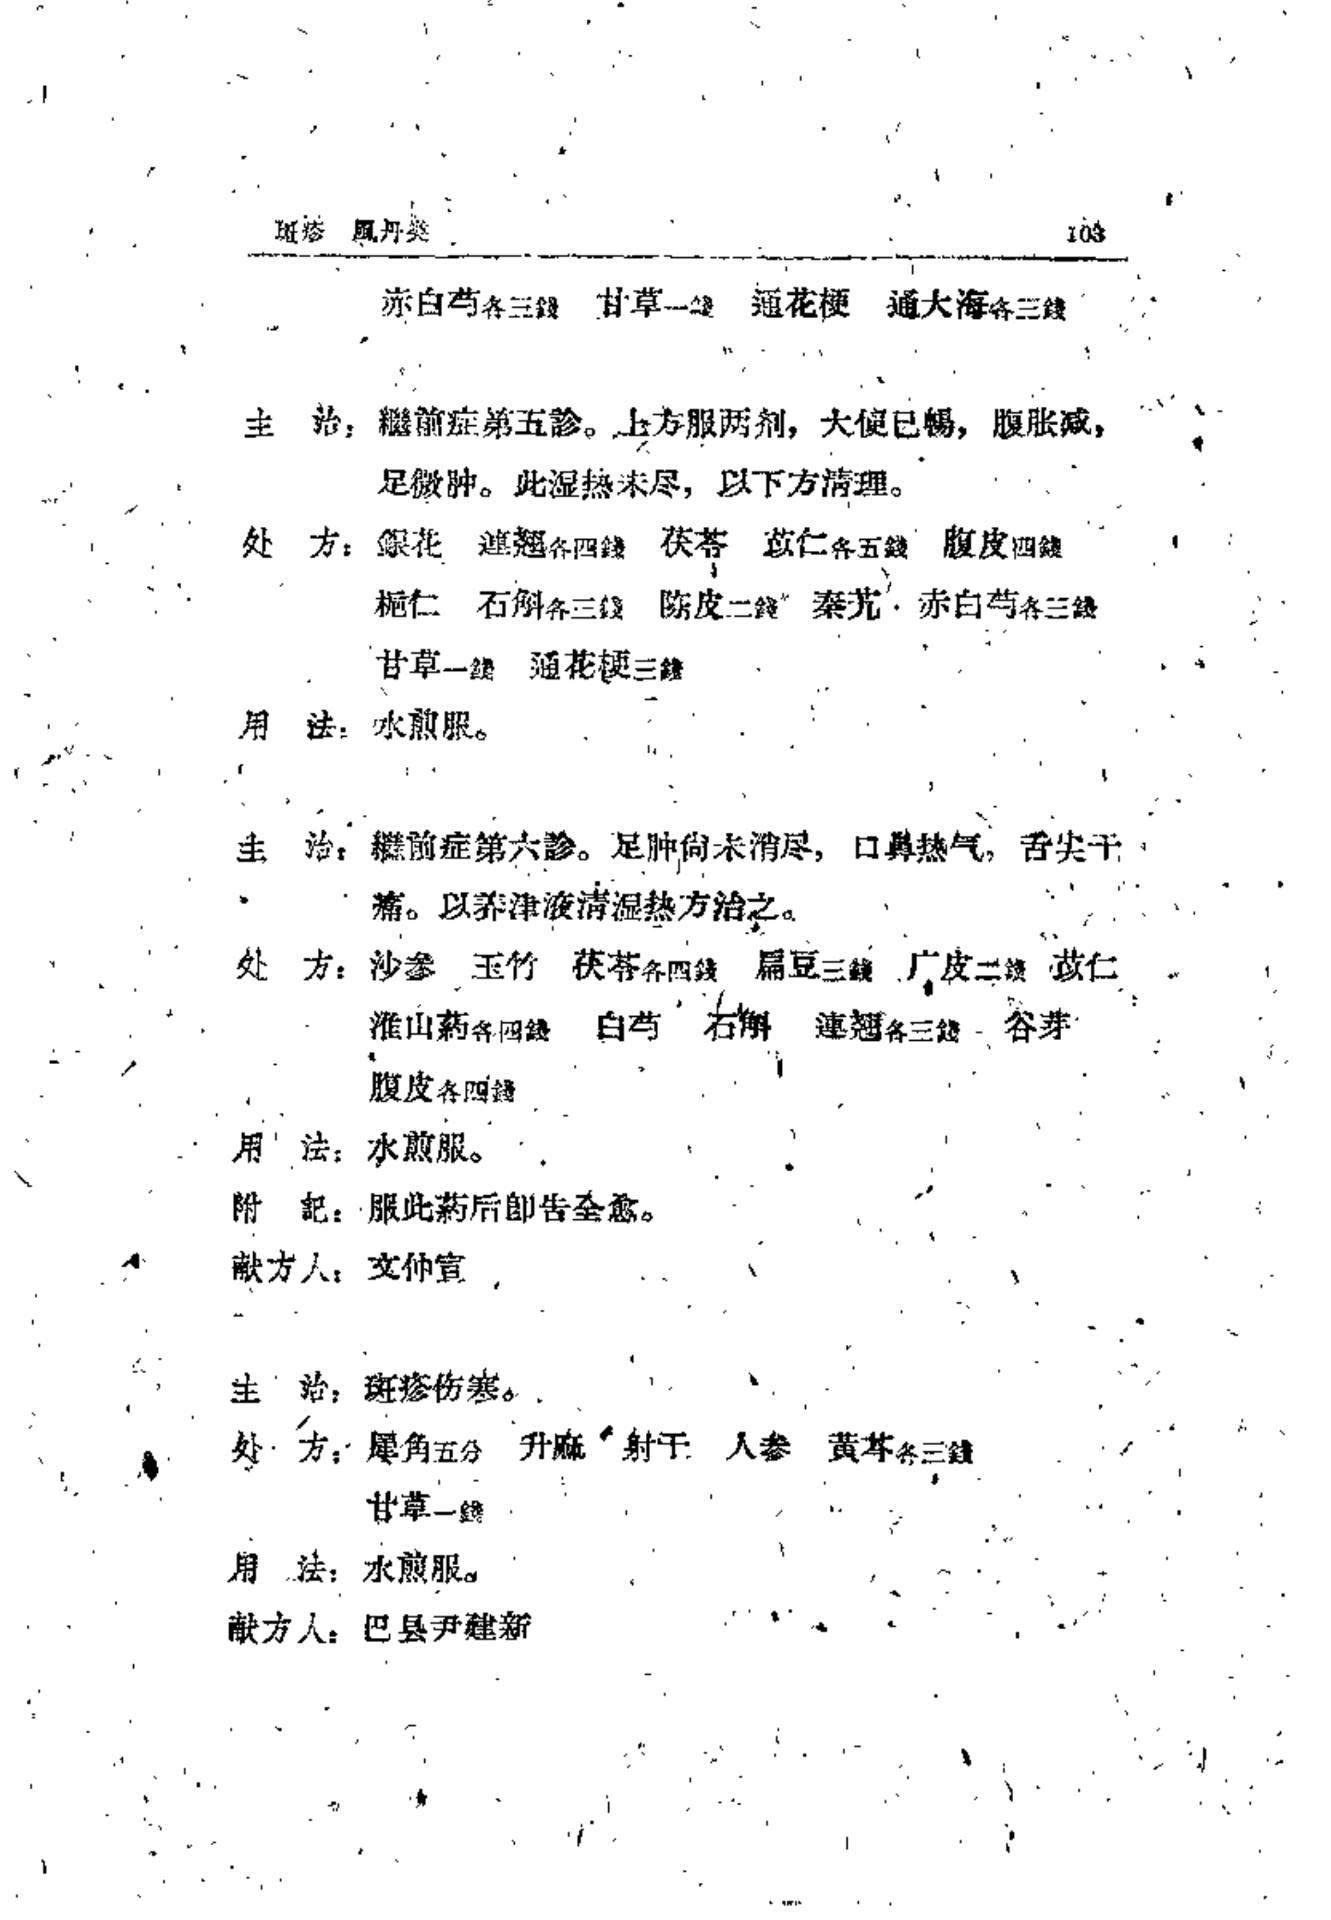 斑疹 風丹类 103
赤白芍各三錢 甘草一錢 通花梗 通大海各三錢
主 治：繼前症第五診。上方服两剂，大便已暢，腹胀减，
足微肿。此湿热未尽，以下方清理。
处 方：銀花 連翘各四錢 茯苓 苡仁各五錢 腹皮四錢
梔仁 石斛各三錢 陈皮二錢 秦艽 赤白芍各三錢
甘草一錢 通花梗三錢
用 法：水煎服。
主 治：繼前症第六診。足肿尚未消尽，口鼻热气，舌尖干
痛。以养津液清湿热方治之。
处 方：沙参 玉竹 茯苓各四錢 扁豆三錢 广皮二錢 苡仁
淮山葯各四錢 白芍 石斛 連翘各三錢 谷芽
腹皮各四錢
用 法：水煎服。
附 記：服此葯后即告全愈。
献方人：文仲宣
主 治：斑疹伤寒。
处 方：犀角五分 升麻 射干 人参 黄芩各三錢
甘草一錢
用 法：水煎服。
献方人：巴县尹建新